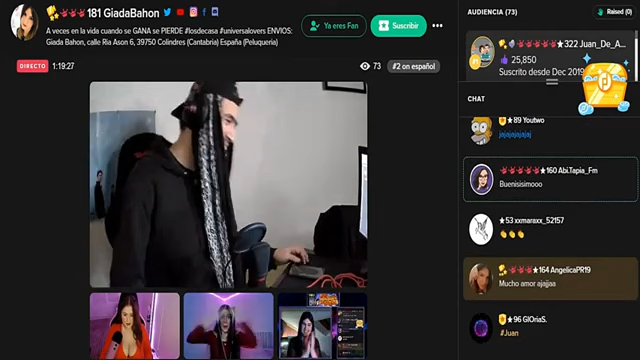 181 GiadaBahon
A veces en la vida cuando se GANA se PIERDE #losdecasa #universalovers ENVIOS:
Giada Bahon, calle Ria Ason 6, 39750 Colindres (Cantabria) España (Peluqueria)
Ya eres Fan
Suscribir
DIRECTO
1:19:27
73
#2 en español
AUDIENCIA (73)
Raised (0)
322 Juan_De_A...
25,850
Suscrito desde Dec 2019
CHAT
89 Youtwo
jajajajajaj
160 Abi.Tapia_Fm
Buenisisimooo
53 xxmaraxx_52157
164 AngelicaPR19
Mucho amor ajajjaa
96 GlOriaS.
#Juan